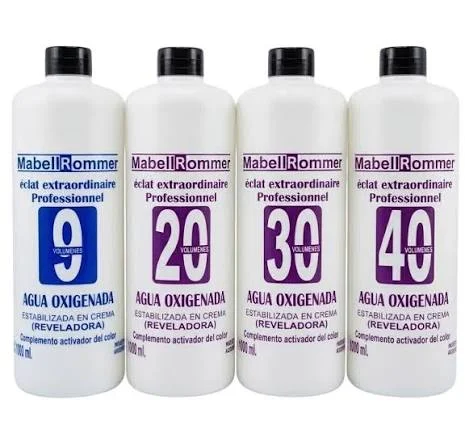 MabellRommer
éclat extraordinaire
Professionnel
9
VOLUMENES
AGUA OXIGENADA
ESTABILIZADA EN CREMA
(REVELADORA)
Complemento activador del color
1000 ml.
MabellRommer
éclat extraordinaire
Professionnel
20
VOLUMENES
AGUA OXIGENADA
ESTABILIZADA EN CREMA
(REVELADORA)
Complemento activador del color
1000 ml.
MabellRommer
éclat extraordinaire
Professionnel
30
VOLUMENES
AGUA OXIGENADA
ESTABILIZADA EN CREMA
(REVELADORA)
Complemento activador del color
1000 ml.
MabellRommer
éclat extraordinaire
Professionnel
40
VOLUMENES
AGUA OXIGENADA
ESTABILIZADA EN CREMA
(REVELADORA)
Complemento activador del color
1000 ml.